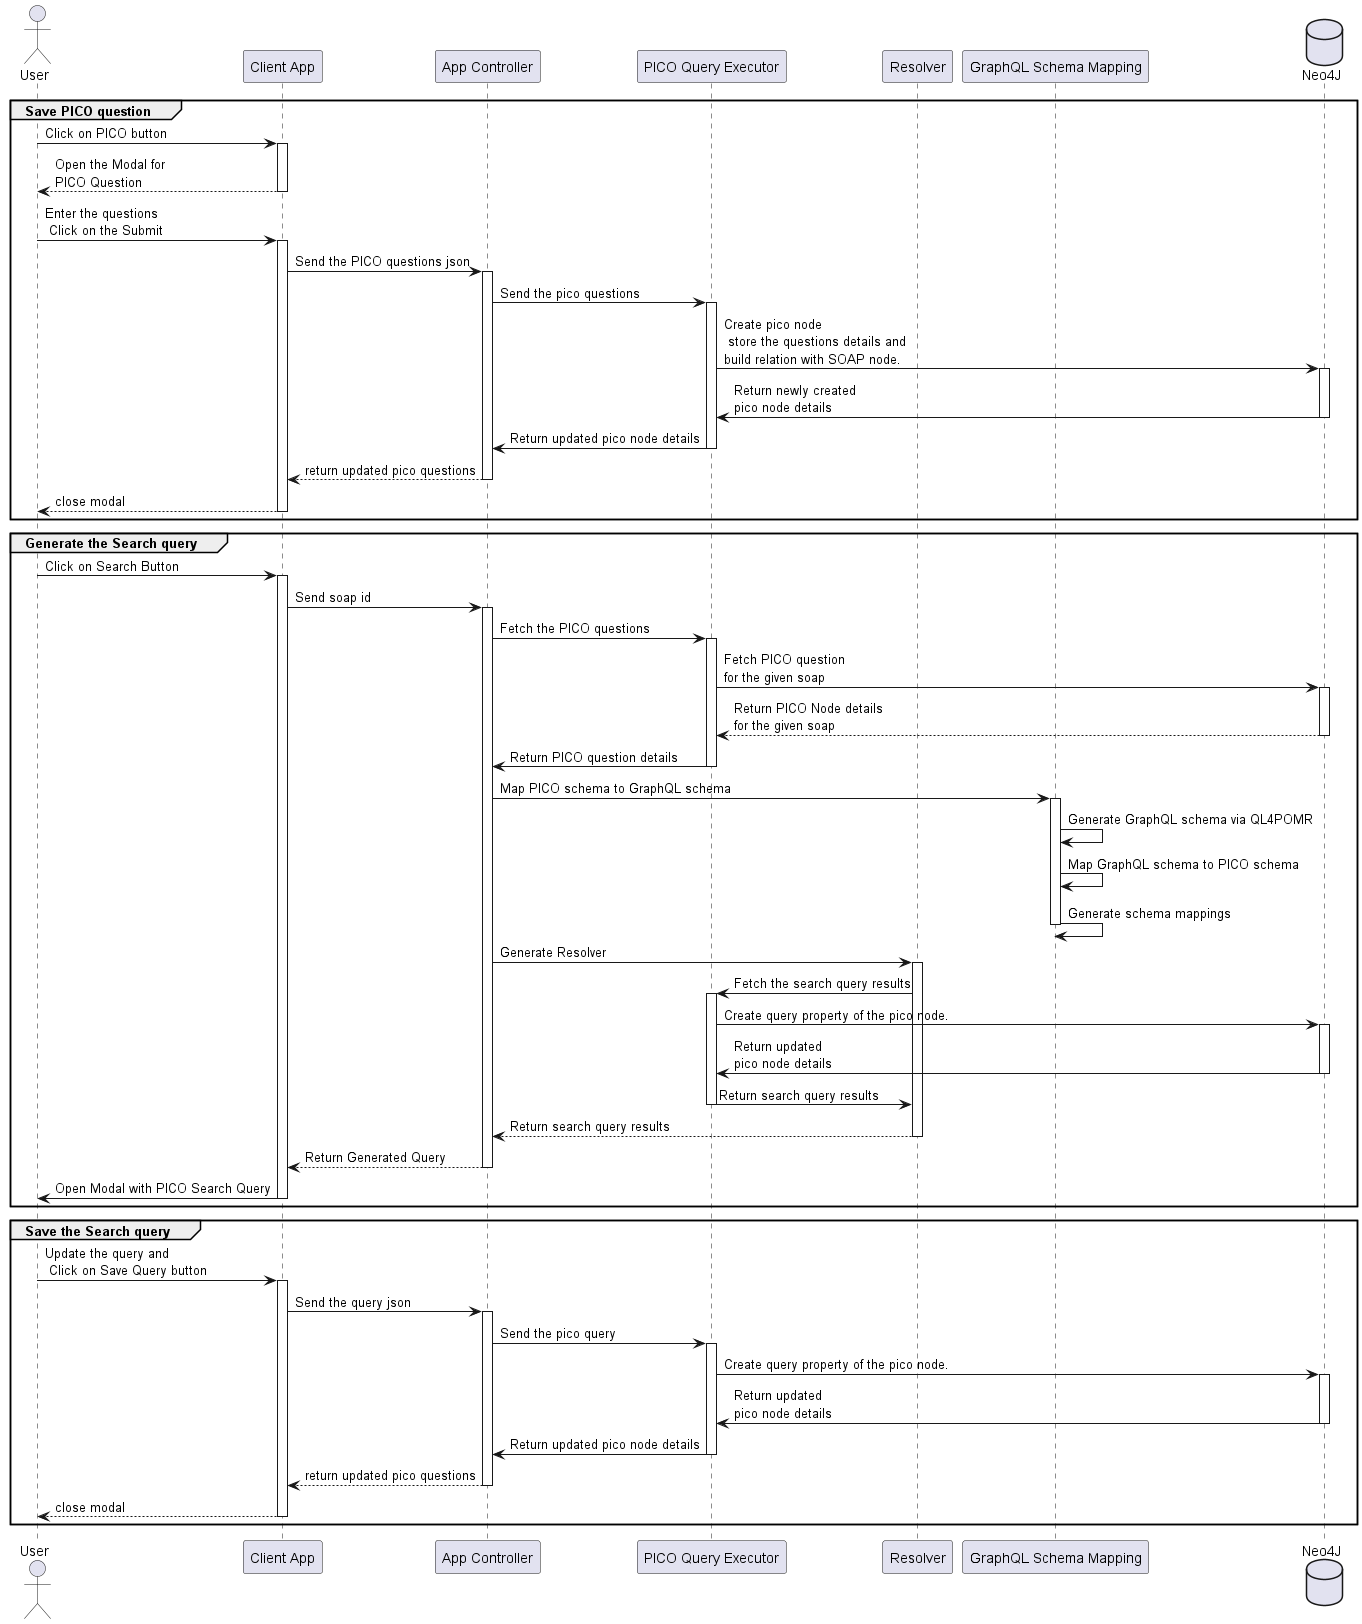 User
Client App
App Controller
PICO Query Executor
Resolver
GraphQL Schema Mapping
Neo4J
Save PICO question
Click on PICO button
Open the Modal for
PICO Question
Enter the questions
Click on the Submit
Send the PICO questions json
Send the pico questions
Create pico node
store the questions details and
build relation with SOAP node.
Return newly created
pico node details
Return updated pico node details
return updated pico questions
close modal
Generate the Search query
Click on Search Button
Send soap id
Fetch the PICO questions
Fetch PICO question
for the given soap
Return PICO Node details
for the given soap
Return PICO question details
Map PICO schema to GraphQL schema
Generate GraphQL schema via QL4POMR
Map GraphQL schema to PICO schema
Generate schema mappings
Generate Resolver
Fetch the search query results
Create query property of the pico node.
Return updated
pico node details
Return search query results
Return search query results
Return Generated Query
Open Modal with PICO Search Query
Save the Search query
Update the query and
Click on Save Query button
Send the query json
Send the pico query
Create query property of the pico node.
Return updated
pico node details
Return updated pico node details
return updated pico questions
close modal
User
Client App
App Controller
PICO Query Executor
Resolver
GraphQL Schema Mapping
Neo4J